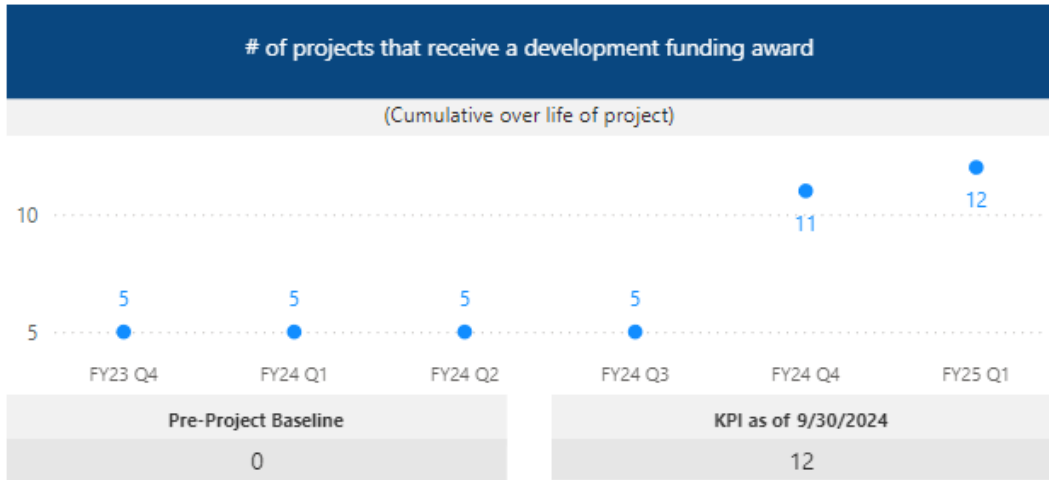 # of projects that receive a development funding award
(Cumulative over life of project)
12
10
11
5 5 5 5
5
FY23 Q4 FY24 Q1 FY24 Q2 FY24 Q3 FY24 Q4 FY25 Q1
Pre-Project Baseline KPI as of 9/30/2024
0 12